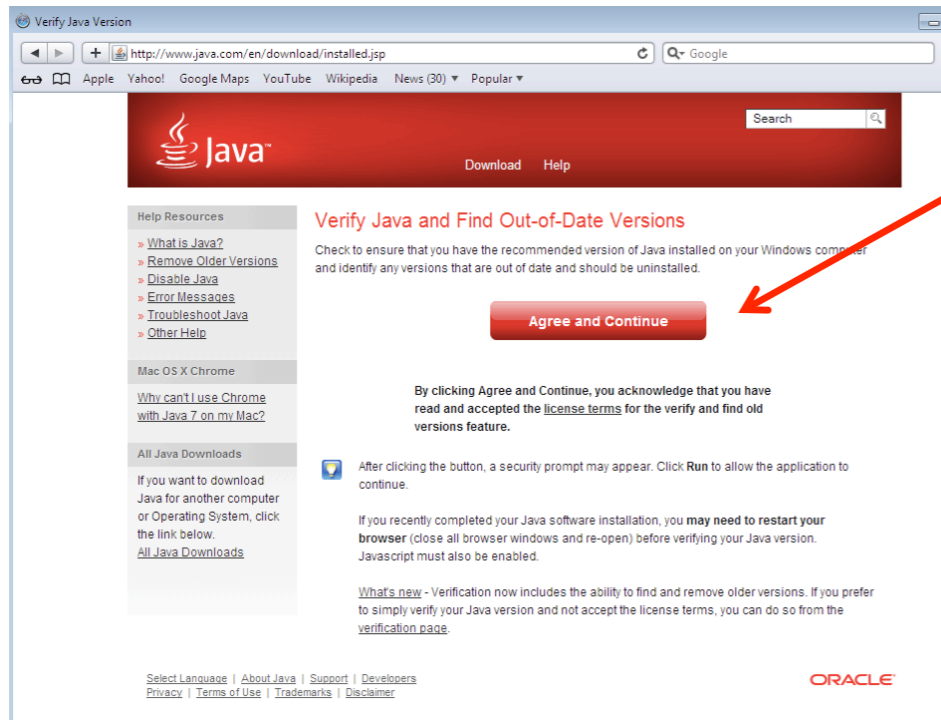 Verify Java Version
http://www.java.com/en/download/installed.jsp
Google
Apple Yahoo! Google Maps YouTube Wikipedia News (30) ▼ Popular ▼
Java™
Search
Download Help
Help Resources
» What is Java?
» Remove Older Versions
» Disable Java
» Error Messages
» Troubleshoot Java
» Other Help
Mac OS X Chrome
Why can't I use Chrome
with Java 7 on my Mac?
All Java Downloads
If you want to download
Java for another computer
or Operating System, click
the link below.
All Java Downloads
Verify Java and Find Out-of-Date Versions
Check to ensure that you have the recommended version of Java installed on your Windows computer
and identify any versions that are out of date and should be uninstalled.
Agree and Continue
By clicking Agree and Continue, you acknowledge that you have
read and accepted the license terms for the verify and find old
versions feature.
After clicking the button, a security prompt may appear. Click Run to allow the application to
continue.
If you recently completed your Java software installation, you may need to restart your
browser (close all browser windows and re-open) before verifying your Java version.
Javascript must also be enabled.
What's new - Verification now includes the ability to find and remove older versions. If you prefer
to simply verify your Java version and not accept the license terms, you can do so from the
verification page.
Select Language | About Java | Support | Developers
Privacy | Terms of Use | Trademarks | Disclaimer
ORACLE